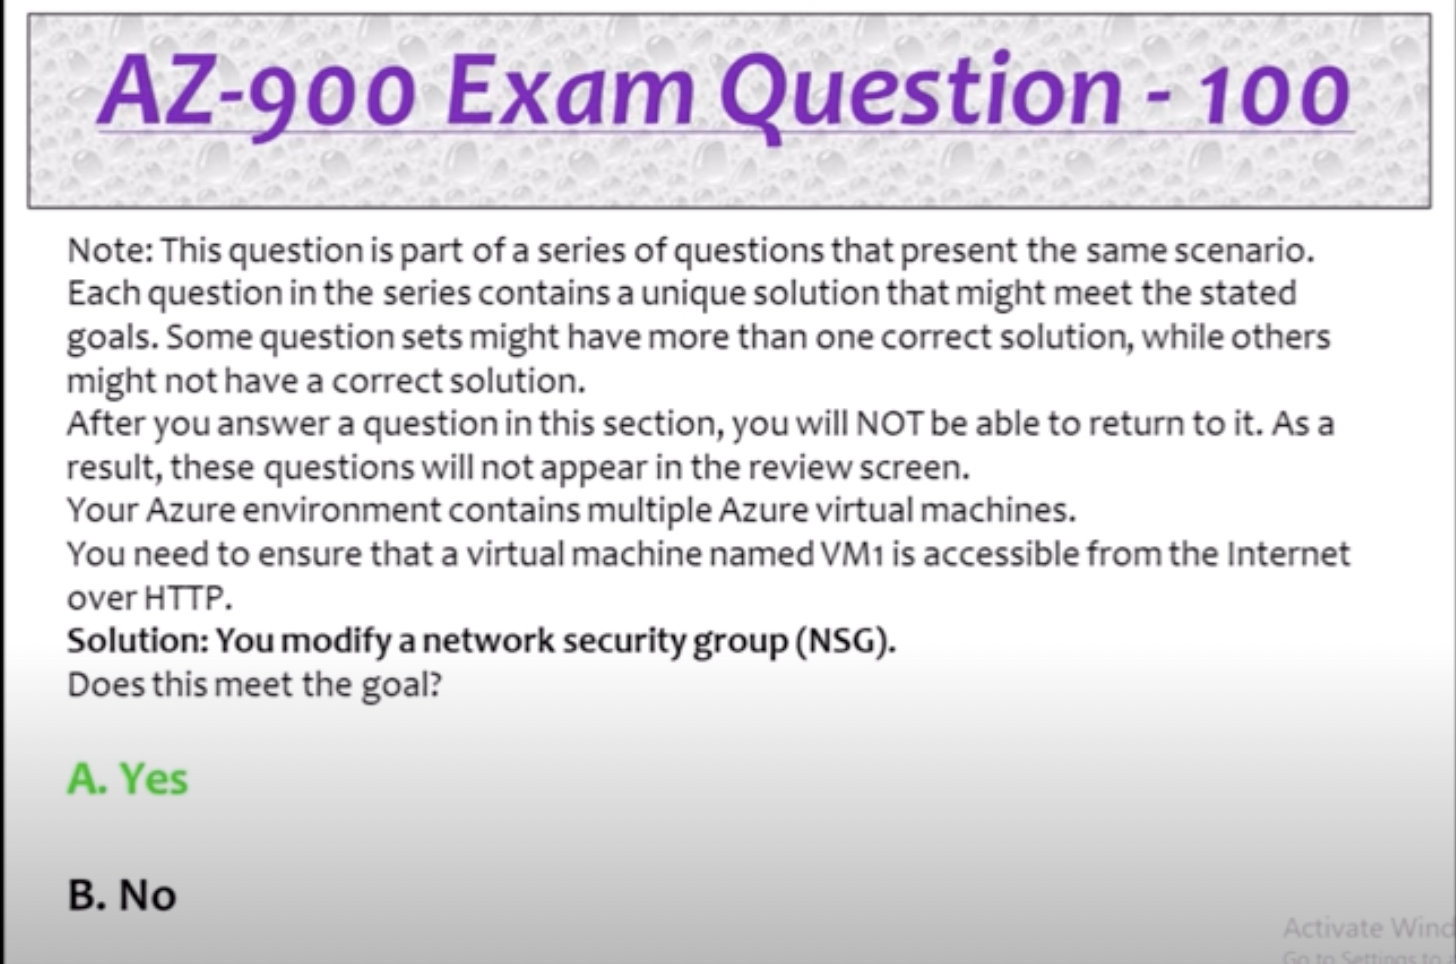 AZ-900 Exam Question - 100
Note: This question is part of a series of questions that present the same scenario.
Each question in the series contains a unique solution that might meet the stated
goals. Some question sets might have more than one correct solution, while others
might not have a correct solution.
After you answer a question in this section, you will NOT be able to return to it. As a
result, these questions will not appear in the review screen.
Your Azure environment contains multiple Azure virtual machines.
You need to ensure that a virtual machine named VM1 is accessible from the Internet
over HTTP.
Solution: You modify a network security group (NSG).
Does this meet the goal?
A. Yes
B. No
Activate Wind
Go to Settings to